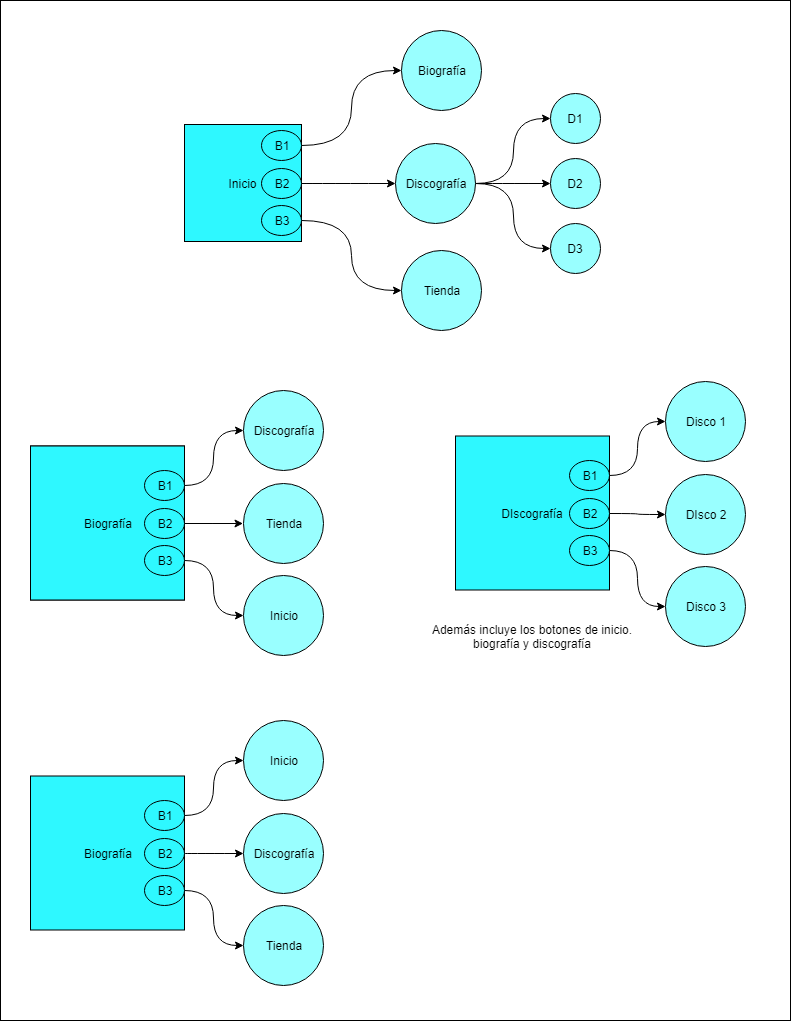 Biografía
Inicio
B1
B2
B3
Discografía
D1
D2
D3
Tienda
Biografía
B1
B2
B3
Discografía
Tienda
Inicio
DIscografía
B1
B2
B3
Disco 1
DIsco 2
Disco 3
Además incluye los botones de inicio.
biografía y discografía
Biografía
B1
B2
B3
Inicio
Discografía
Tienda